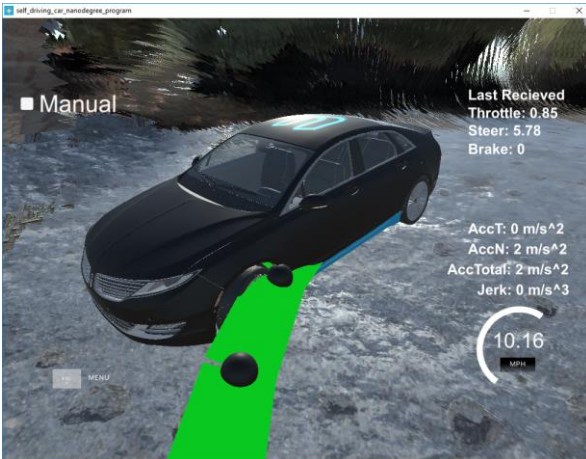 self_driving_car_nanodegree_program
Manual
Last Recieved
Throttle: 0.85
Steer: 5.78
Brake: 0
AccT: 0 m/s^2
AccN: 2 m/s^2
AccTotal: 2 m/s^2
Jerk: 0 m/s^3
10.16
MPH
MENU